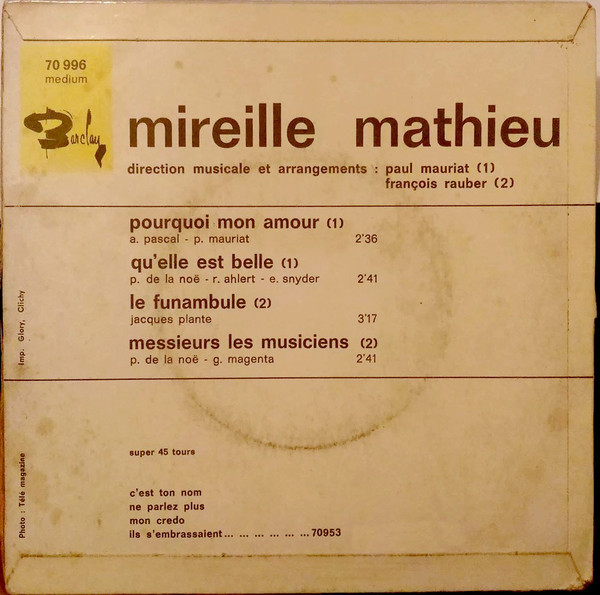 70 996
medium
Barclay
mireille mathieu
direction musicale et arrangements : paul mauriat (1)
françois rauber (2)
pourquoi mon amour (1)
a. pascal - p. mauriat 2'36
qu'elle est belle (1)
p. de la noë - r. ahlert - e. snyder 2'41
le funambule (2)
jacques plante 3'17
messieurs les musiciens (2)
p. de la noë - g. magenta 2'41
Imp. Glory, Clichy
super 45 tours
Photo : Télé magazine
c'est ton nom
ne parlez plus
mon credo
ils s'embrassaient ... ... ... ... ... ... 70953